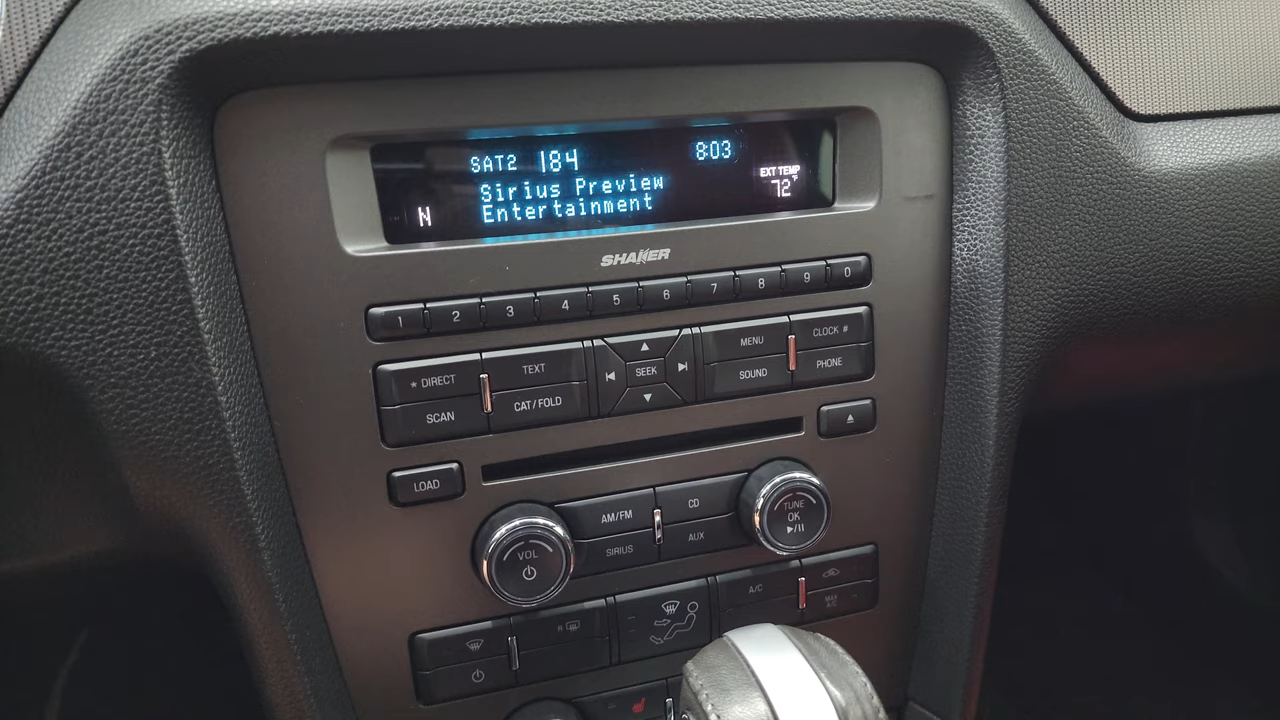 SAT2 184 803
Sirius Preview
Entertainment
EXT TEMP
72°F
N
SHAKER
1 2 3 4 5 6 7 8 9 0
* DIRECT TEXT SEEK MENU CLOCK #
SCAN CAT/FOLD SOUND PHONE
LOAD
AM/FM CD
SIRIUS AUX
VOL
TUNE
OK
R
A/C
MAX
A/C